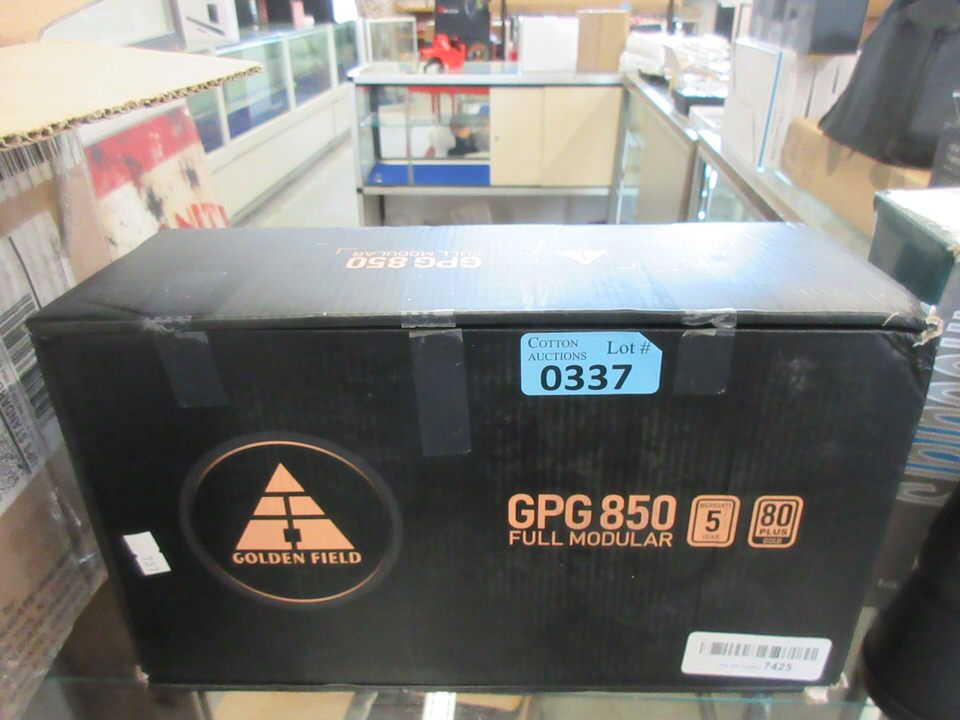 GPG 850
FULL MODULAR
COTTON
AUCTIONS
Lot #
0337
GOLDEN FIELD
GPG 850
FULL MODULAR
WARRANTY
5
YEAR
80
PLUS
GOLD
7425